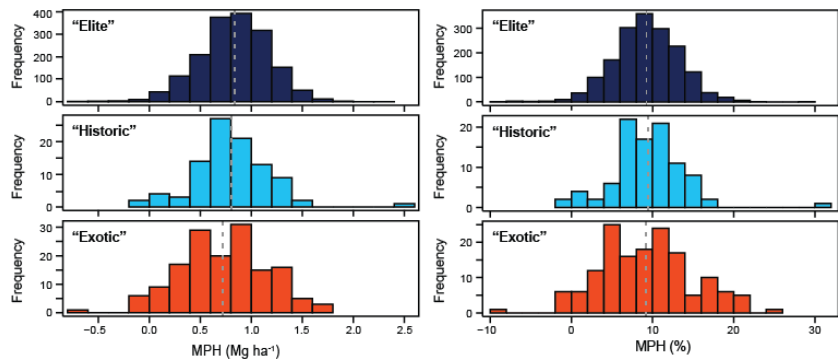 “Elite”
Frequency
400
300
200
100
0
“Historic”
Frequency
20
10
0
“Exotic”
Frequency
30
20
10
0
−0.5 0.0 0.5 1.0 1.5 2.0 2.5
MPH (Mg ha⁻¹)
“Elite”
Frequency
300
200
100
0
“Historic”
Frequency
20
10
0
“Exotic”
Frequency
20
10
0
−10 0 10 20 30
MPH (%)